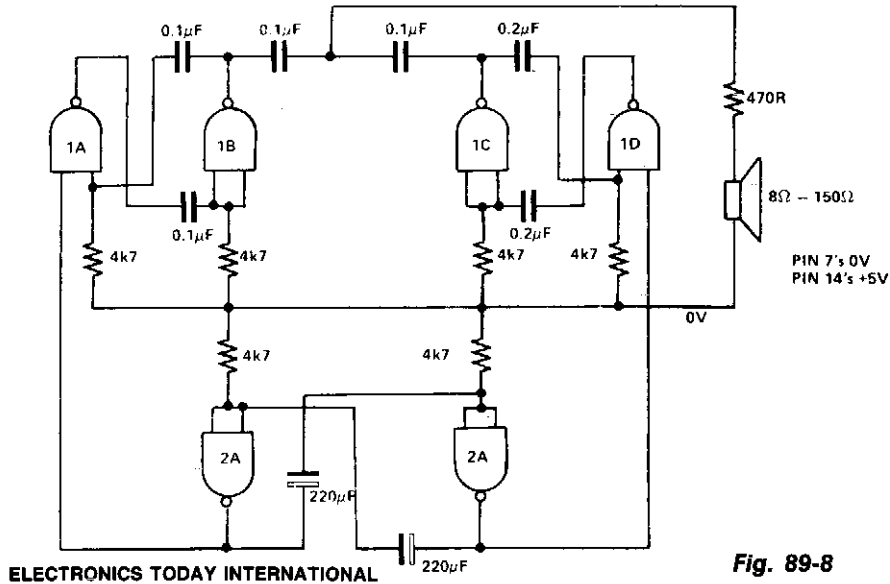 0.1µF 0.1µF 0.1µF 0.2µF
470R
1A 1B 1C 1D
8Ω – 150Ω
0.1µF 0.2µF
4k7 4k7 4k7 4k7
PIN 7's 0V
PIN 14's +5V
0V
4k7 4k7
2A 2A
220µF
220µF
ELECTRONICS TODAY INTERNATIONAL
Fig. 89-8